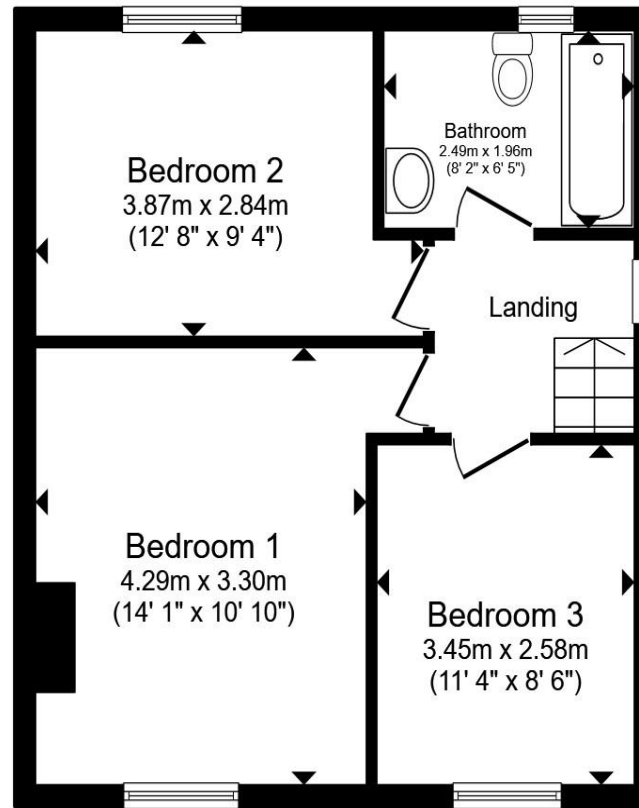 Bedroom 2
3.87m x 2.84m
(12' 8" x 9' 4")
Bathroom
2.49m x 1.96m
(8' 2" x 6' 5")
Landing
Bedroom 1
4.29m x 3.30m
(14' 1" x 10' 10")
Bedroom 3
3.45m x 2.58m
(11' 4" x 8' 6")